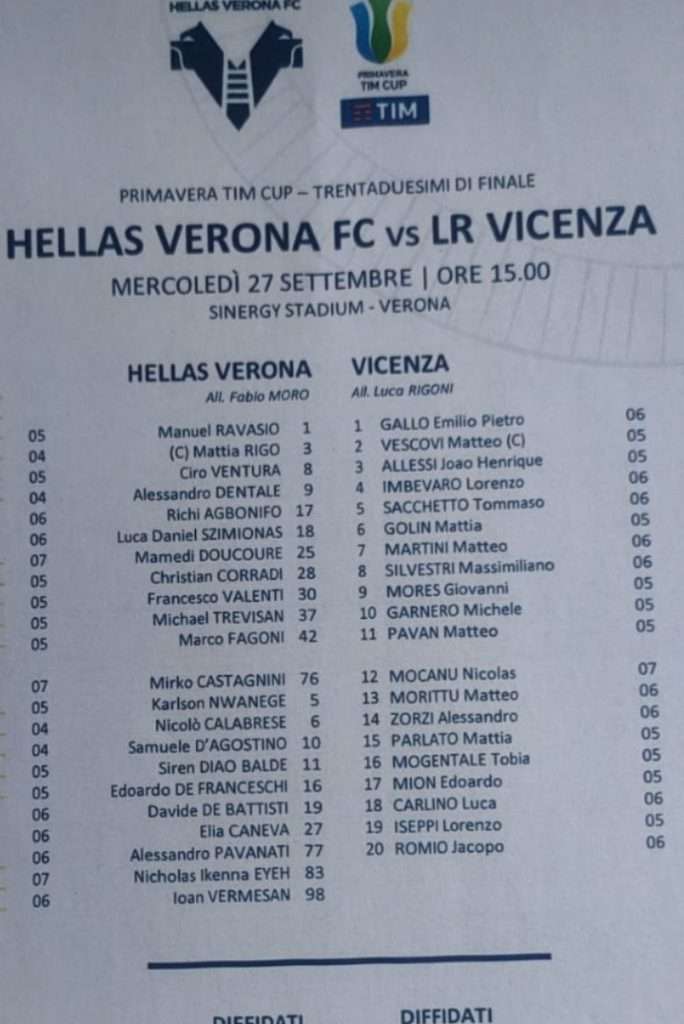 HELLAS VERONA FC
PRIMAVERA
TIM CUP
TIM
PRIMAVERA TIM CUP – TRENTADUESIMI DI FINALE
HELLAS VERONA FC vs LR VICENZA
MERCOLEDÌ 27 SETTEMBRE | ORE 15.00
SINERGY STADIUM - VERONA
HELLAS VERONA VICENZA
All. Fabio MORO All. Luca RIGONI
05 Manuel RAVASIO 1 1 GALLO Emilio Pietro 06
04 (C) Mattia RIGO 3 2 VESCOVI Matteo (C) 05
05 Ciro VENTURA 8 3 ALLESSI Joao Henrique 05
04 Alessandro DENTALE 9 4 IMBEVARO Lorenzo 06
06 Richi AGBONIFO 17 5 SACCHETTO Tommaso 06
06 Luca Daniel SZIMIONAS 18 6 GOLIN Mattia 05
07 Mamedi DOUCOURE 25 7 MARTINI Matteo 06
05 Christian CORRADI 28 8 SILVESTRI Massimiliano 06
05 Francesco VALENTI 30 9 MORES Giovanni 05
05 Michael TREVISAN 37 10 GARNERO Michele 05
05 Marco FAGONI 42 11 PAVAN Matteo 05
07 Mirko CASTAGNINI 76 12 MOCANU Nicolas 07
05 Karlson NWANEGE 5 13 MORITTU Matteo 06
04 Nicolò CALABRESE 6 14 ZORZI Alessandro 06
04 Samuele D'AGOSTINO 10 15 PARLATO Mattia 05
05 Siren DIAO BALDE 11 16 MOGENTALE Tobia 05
05 Edoardo DE FRANCESCHI 16 17 MION Edoardo 05
06 Davide DE BATTISTI 19 18 CARLINO Luca 06
06 Elia CANEVA 27 19 ISEPPI Lorenzo 05
06 Alessandro PAVANATI 77 20 ROMIO Jacopo 06
07 Nicholas Ikenna EYEH 83
06 Ioan VERMESAN 98
DIFFIDATI DIFFIDATI